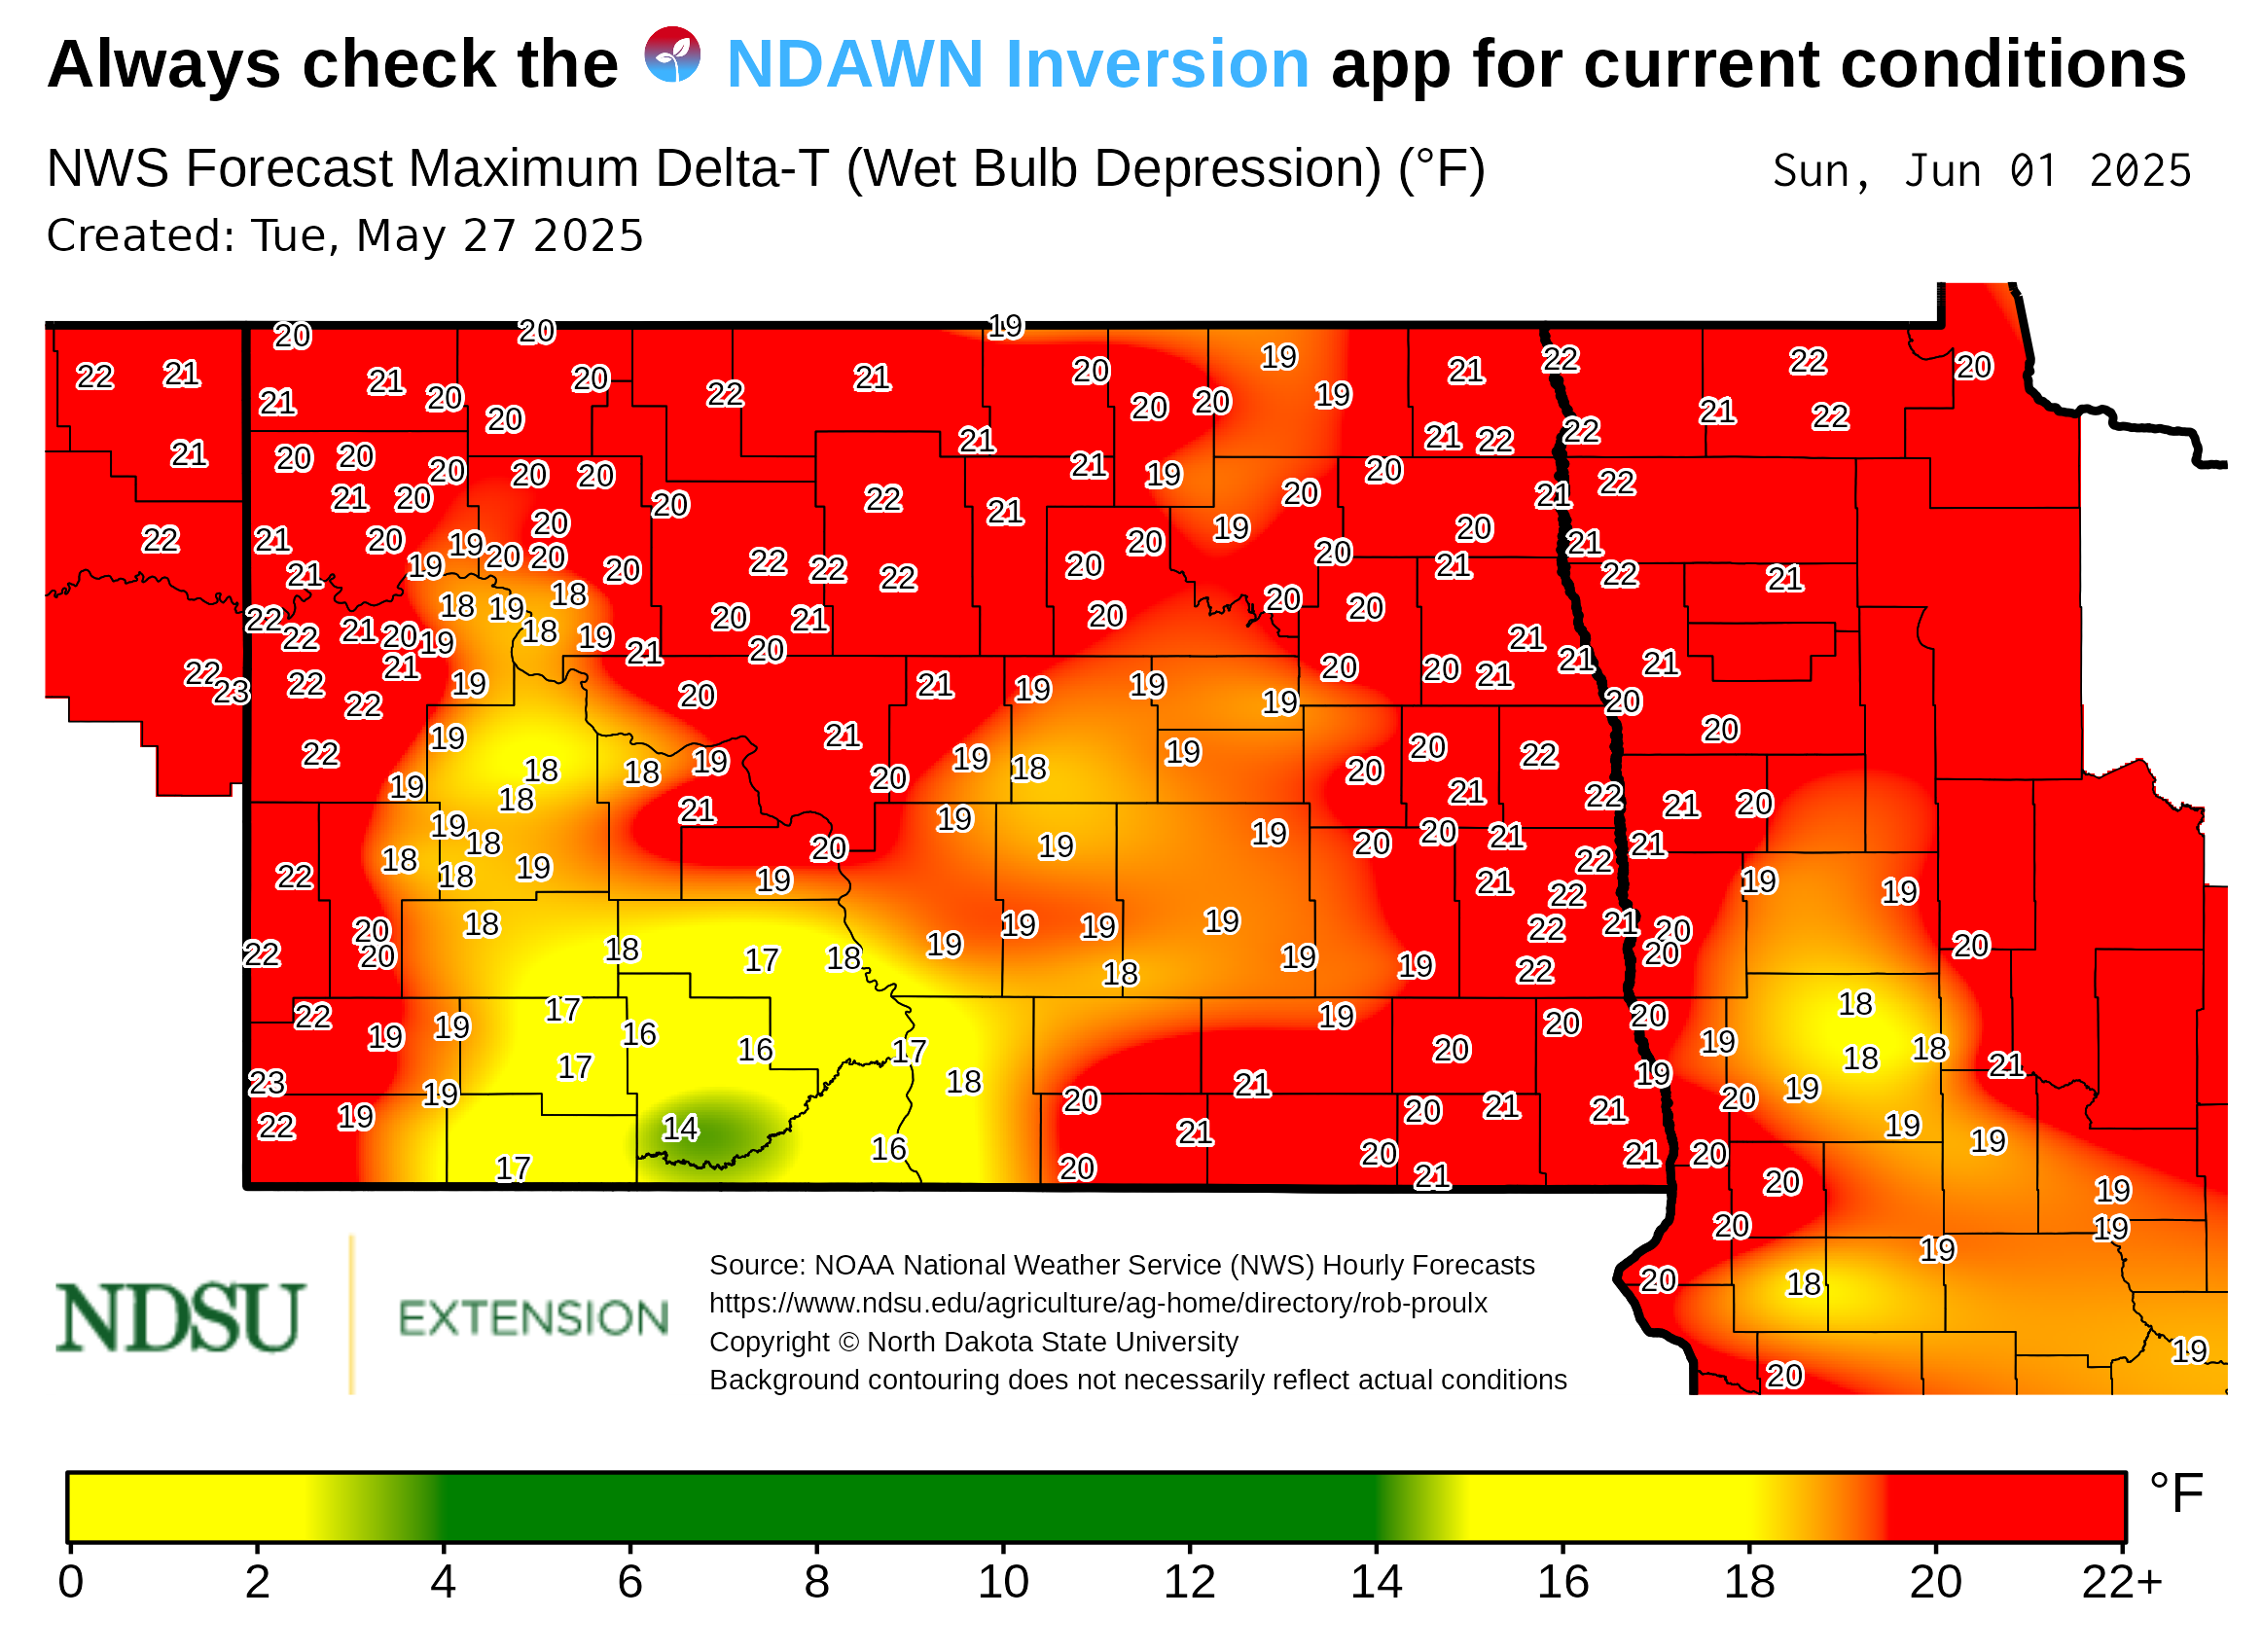 Always check the NDAWN Inversion app for current conditions
NWS Forecast Maximum Delta-T (Wet Bulb Depression) (°F) Sun, Jun 01 2025
Created: Tue, May 27 2025
20 20 19
22 21 21 21 20 20 22 21 20 19 19 21 22 22 20
21 20 20 20 20 21 22
21 20 20 20 20 20 21 21 19 20 21 22 22
21 20 20 22 21 20 21 22
22 21 20 19 20 20 20 20 19 20 21
21 19 20 22 22 22 20 20 21 22 21
22 18 19 18 20 21 20 20 20
22 21 20 19 18 19 21 20 21 21 21
22 23 22 21 19 20 21 19 19 19 20 20 21 20
22 22 19 21 19 18 19 20 20 22 20
19 18 18 18 19 21 20 19 20 21 22 21 20
22 18 19 18 18 19 20 19 19 19 20 20 21 22 21
22 20 20 18 18 17 18 19 19 19 19 19 21 22 22 21 20 20 19 19 20
22 19 19 17 16 16 17 18 18 19 19 22 20 20 19 18
23 22 19 19 17 14 16 20 21 20 20 21 21 19 20 19 18 18 21
17 20 21 20 21 21 20 19 19
20 20 19 19
20 18 19
20 19
NDSU EXTENSION
Source: NOAA National Weather Service (NWS) Hourly Forecasts
https://www.ndsu.edu/agriculture/ag-home/directory/rob-proulx
Copyright © North Dakota State University
Background contouring does not necessarily reflect actual conditions
°F
0 2 4 6 8 10 12 14 16 18 20 22+